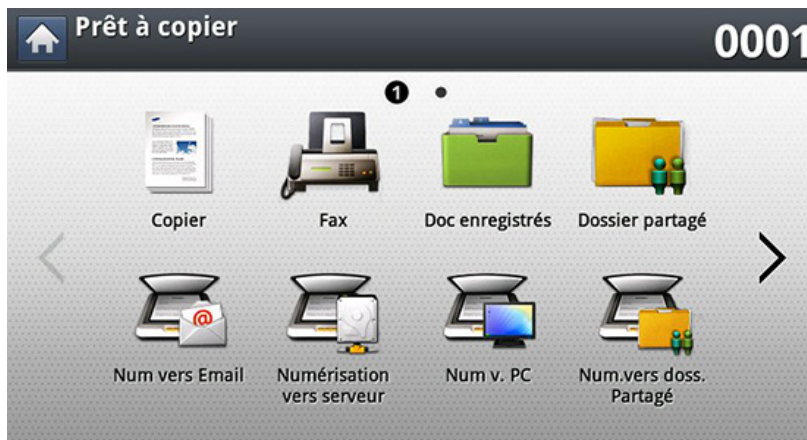 Prêt à copier
0001
1
Copier
Fax
Doc enregistrés
Dossier partagé
Num vers Email
Numérisation
vers serveur
Num v. PC
Num.vers doss.
Partagé